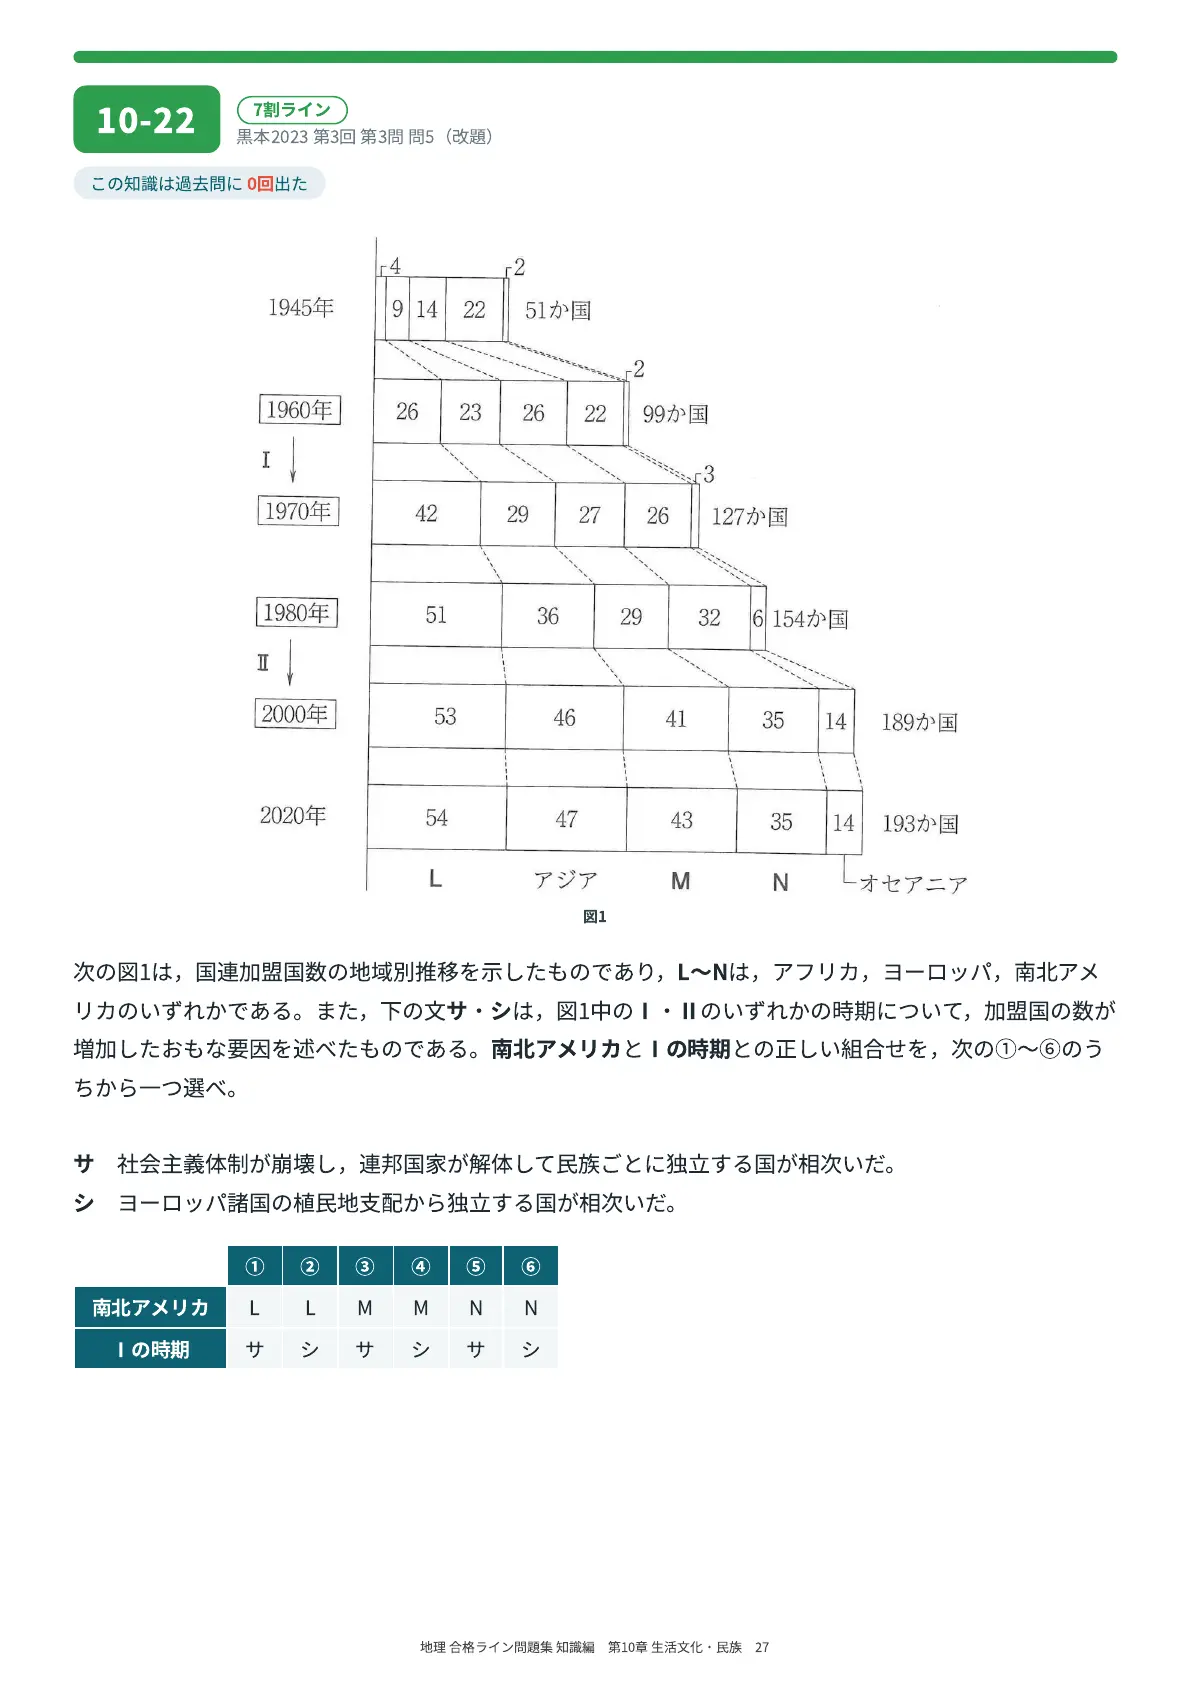 10-22
7割ライン
黒本2023 第3回 第3問 問5（改題）
この知識は過去問に 0回出た
4
2
1945年
9
14
22
51か国
2
1960年
26
23
26
22
99か国
Ⅰ
3
1970年
42
29
27
26
127か国
1980年
51
36
29
32
6
154か国
Ⅱ
2000年
53
46
41
35
14
189か国
2020年
54
47
43
35
14
193か国
L
アジア
M
N
オセアニア
図1
次の図1は，国連加盟国数の地域別推移を示したものであり，L～Nは，アフリカ，ヨーロッパ，南北アメ
リカのいずれかである。また，下の文サ・シは，図1中のⅠ・Ⅱのいずれかの時期について，加盟国の数が
増加したおもな要因を述べたものである。南北アメリカとⅠの時期との正しい組合せを，次の①～⑥のう
ちから一つ選べ。
サ　社会主義体制が崩壊し，連邦国家が解体して民族ごとに独立する国が相次いだ。
シ　ヨーロッパ諸国の植民地支配から独立する国が相次いだ。
① ② ③ ④ ⑤ ⑥
南北アメリカ L L M M N N
Ⅰの時期 サ シ サ シ サ シ
地理 合格ライン問題集 知識編　第10章 生活文化・民族　27